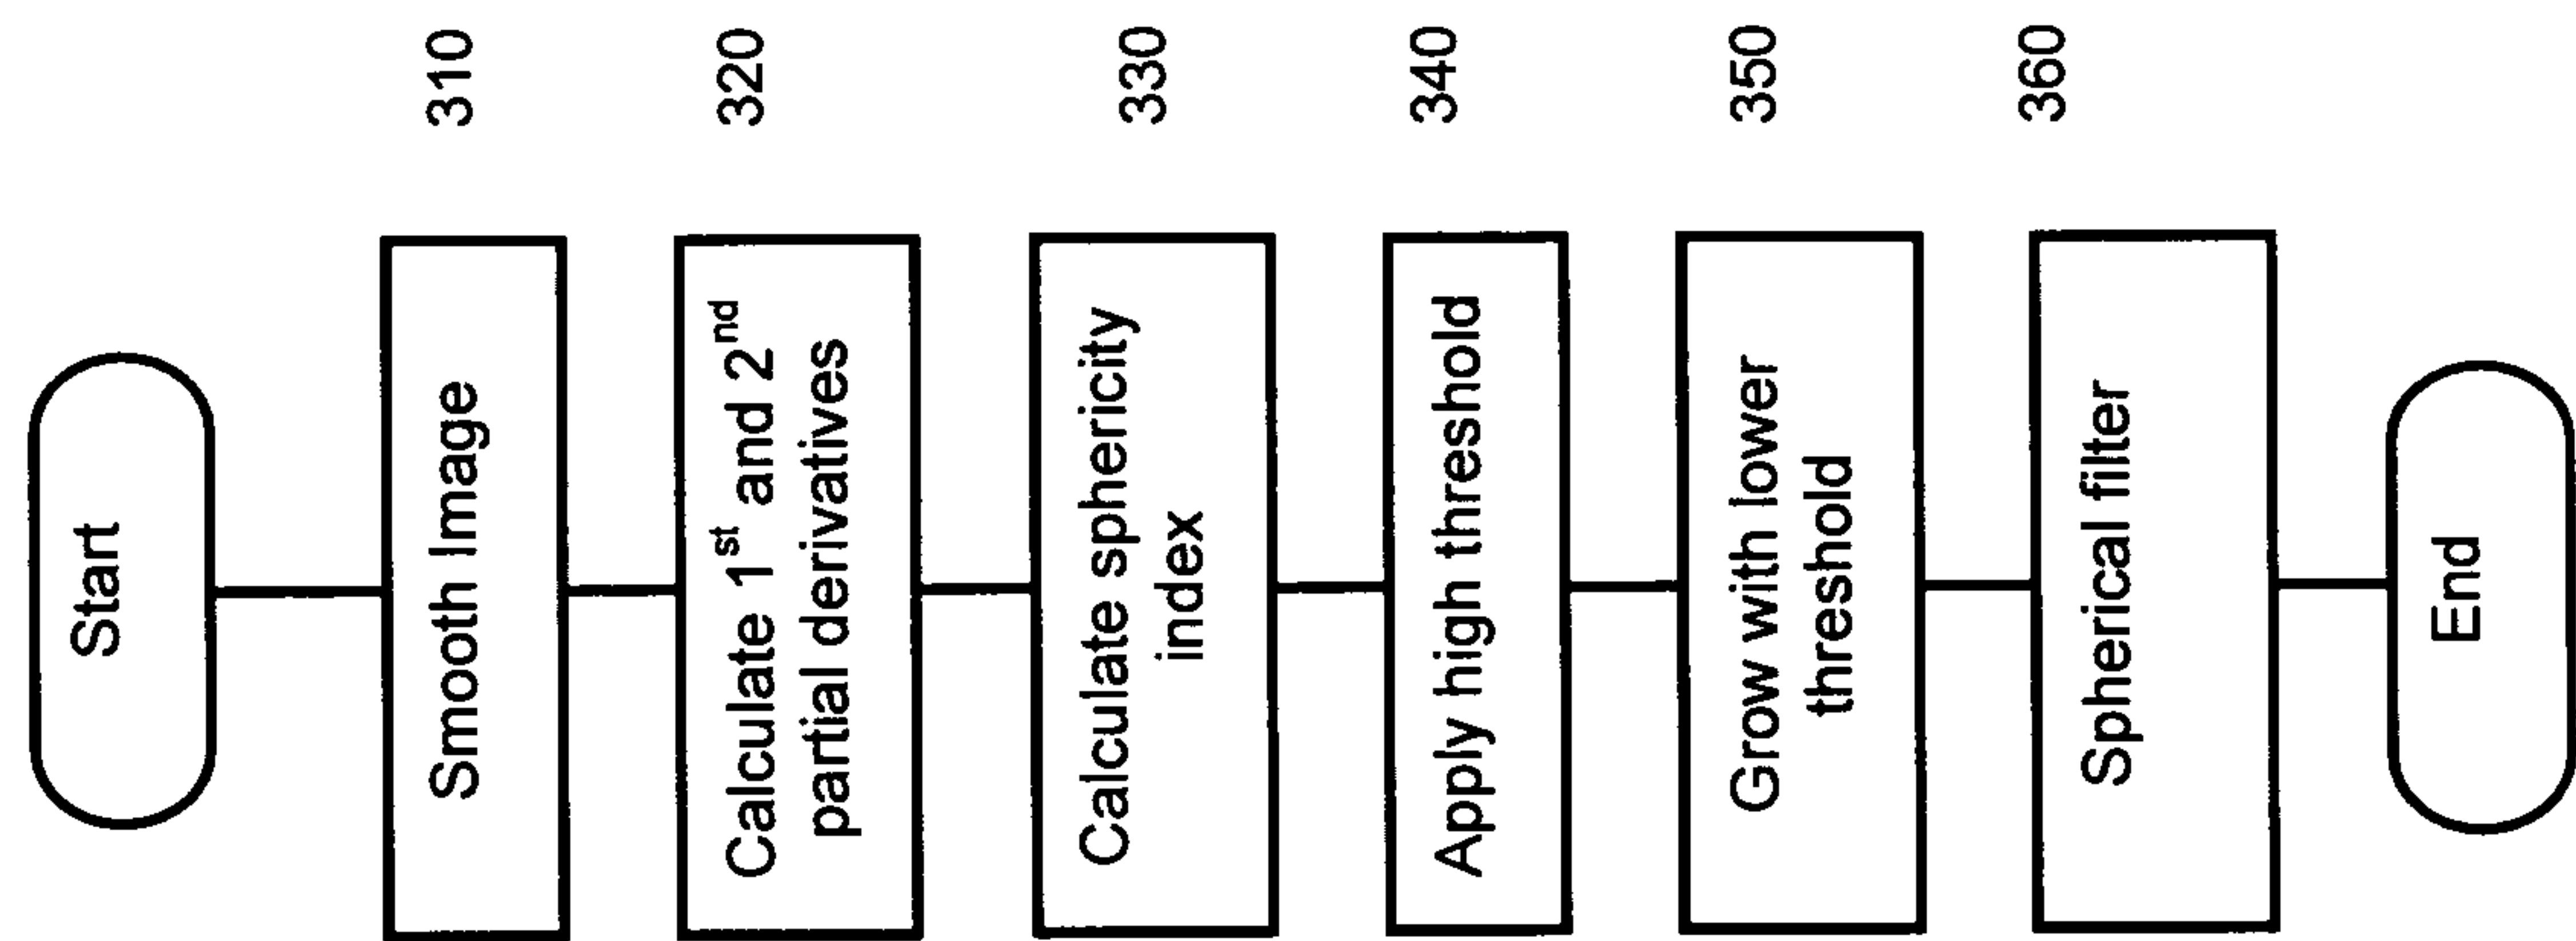 Start
Smooth Image
310
Calculate 1st and 2nd
partial derivatives
320
Calculate sphericity
index
330
Apply high threshold
340
Grow with lower
threshold
350
Spherical filter
360
End